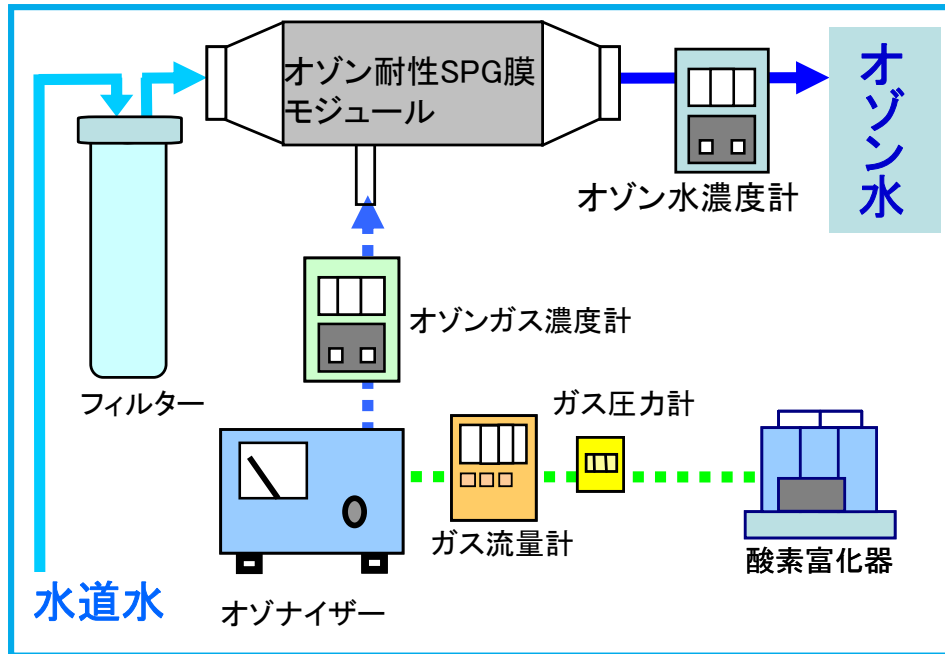 オゾン耐性SPG膜
モジュール
オゾン水
オゾン水濃度計
オゾンガス濃度計
フィルター
ガス圧力計
ガス流量計
酸素富化器
水道水
オゾナイザー